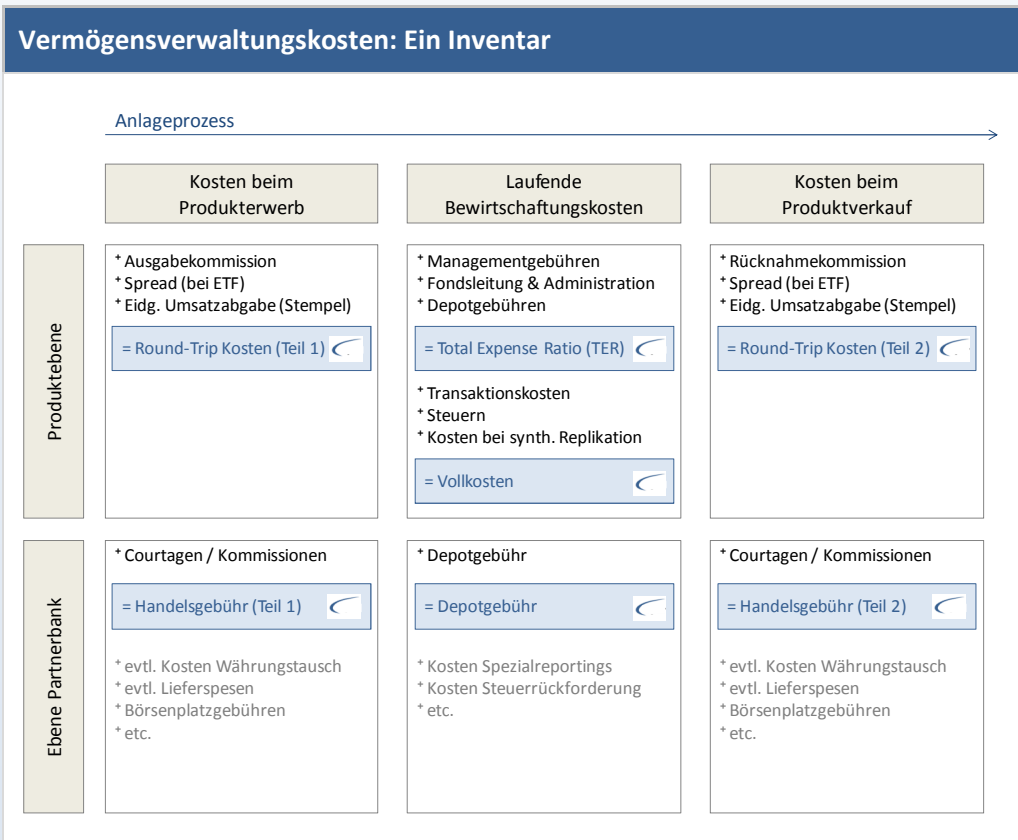 Vermögensverwaltungskosten: Ein Inventar
Anlageprozess
Kosten beim
Produkterwerb
Laufende
Bewirtschaftungskosten
Kosten beim
Produktverkauf
Produktebene
⁺ Ausgabekommission
⁺ Spread (bei ETF)
⁺ Eidg. Umsatzabgabe (Stempel)
= Round-Trip Kosten (Teil 1)
⁺ Managementgebühren
⁺ Fondsleitung & Administration
⁺ Depotgebühren
= Total Expense Ratio (TER)
⁺ Transaktionskosten
⁺ Steuern
⁺ Kosten bei synth. Replikation
= Vollkosten
⁺ Rücknahmekommission
⁺ Spread (bei ETF)
⁺ Eidg. Umsatzabgabe (Stempel)
= Round-Trip Kosten (Teil 2)
Ebene Partnerbank
⁺ Courtagen / Kommissionen
= Handelsgebühr (Teil 1)
⁺ evtl. Kosten Währungstausch
⁺ evtl. Lieferspesen
⁺ Börsenplatzgebühren
⁺ etc.
⁺ Depotgebühr
= Depotgebühr
⁺ Kosten Spezialreportings
⁺ Kosten Steuerrückforderung
⁺ etc.
⁺ Courtagen / Kommissionen
= Handelsgebühr (Teil 2)
⁺ evtl. Kosten Währungstausch
⁺ evtl. Lieferspesen
⁺ Börsenplatzgebühren
⁺ etc.